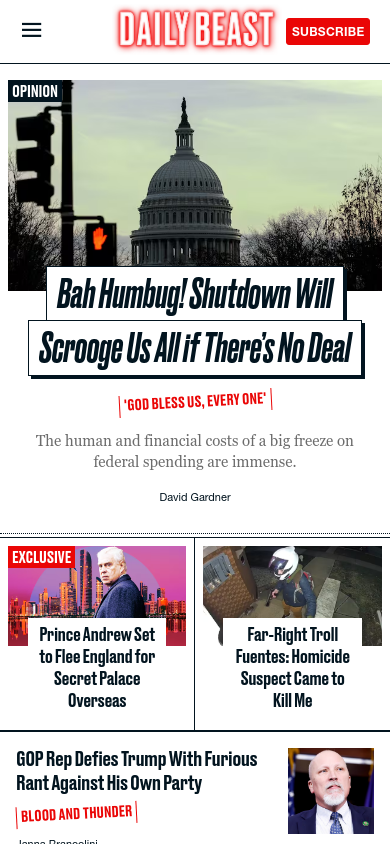 DAILY BEAST
SUBSCRIBE
OPINION
Bah Humbug! Shutdown Will
Scrooge Us All if There's No Deal
'GOD BLESS US, EVERY ONE'
The human and financial costs of a big freeze on
federal spending are immense.
David Gardner
EXCLUSIVE
Prince Andrew Set
to Flee England for
Secret Palace
Overseas
Far-Right Troll
Fuentes: Homicide
Suspect Came to
Kill Me
GOP Rep Defies Trump With Furious
Rant Against His Own Party
BLOOD AND THUNDER